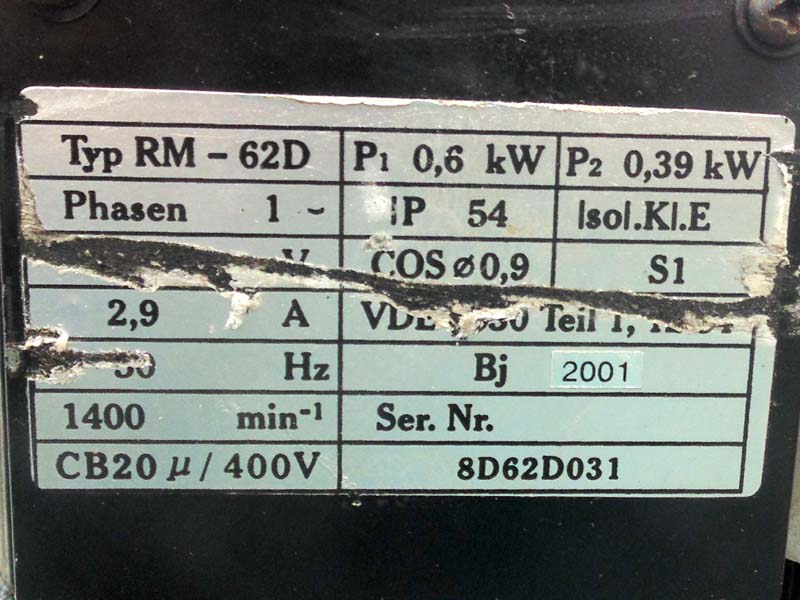 Typ RM - 62D P1 0,6 kW P2 0,39 kW
Phasen 1 ~ IP 54 Isol.Kl.E
V COS ø 0,9 S1
2,9 A Teil 1,
Hz Bj 2001
1400 min-1 Ser. Nr.
CB20 µ / 400V 8D62D031